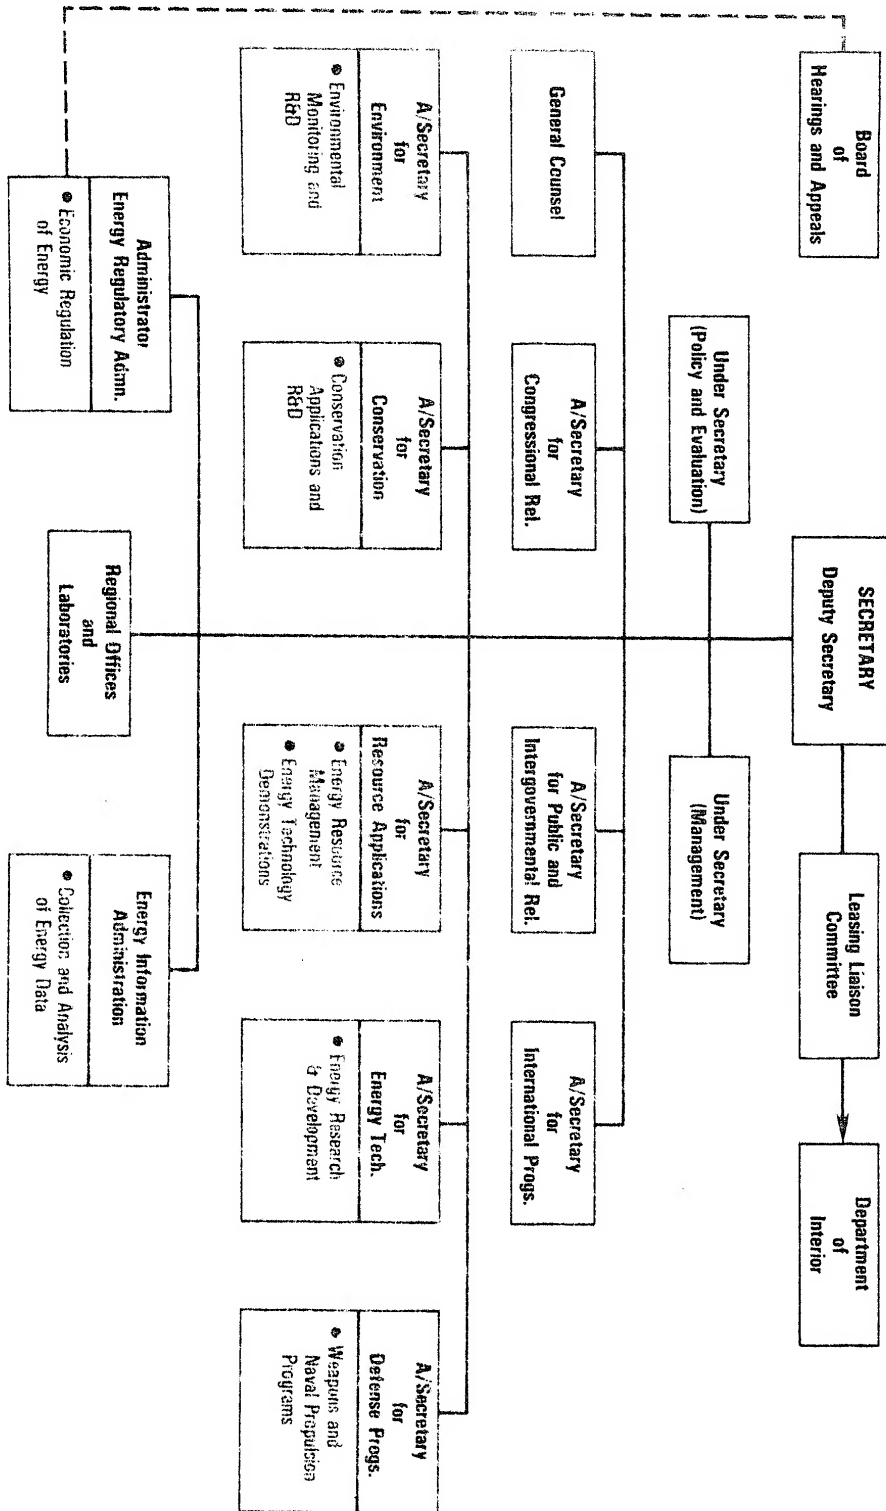 Board
of
Hearings and Appeals
SECRETARY
Deputy Secretary
Leasing Liaison
Committee
Department
of
Interior
Under Secretary
(Policy and Evaluation)
Under Secretary
(Management)
General Counsel
A/Secretary
for
Congressional Rel.
A/Secretary
for Public and
Intergovernmental Rel.
A/Secretary
for
International Progs.
A/Secretary
for
Environment
● Environmental
Monitoring and
R&D
A/Secretary
for
Conservation
● Conservation
Applications and
R&D
A/Secretary
for
Resource Applications
● Energy Resource
Management
● Energy Technology
Demonstrations
A/Secretary
for
Energy Tech.
● Energy Research
& Development
A/Secretary
for
Defense Progs.
● Weapons and
Naval Propulsion
Programs
Administrator
Energy Regulatory Admn.
● Economic Regulation
of Energy
Regional Offices
and
Laboratories
Energy Information
Administration
● Collection and Analysis
of Energy Data